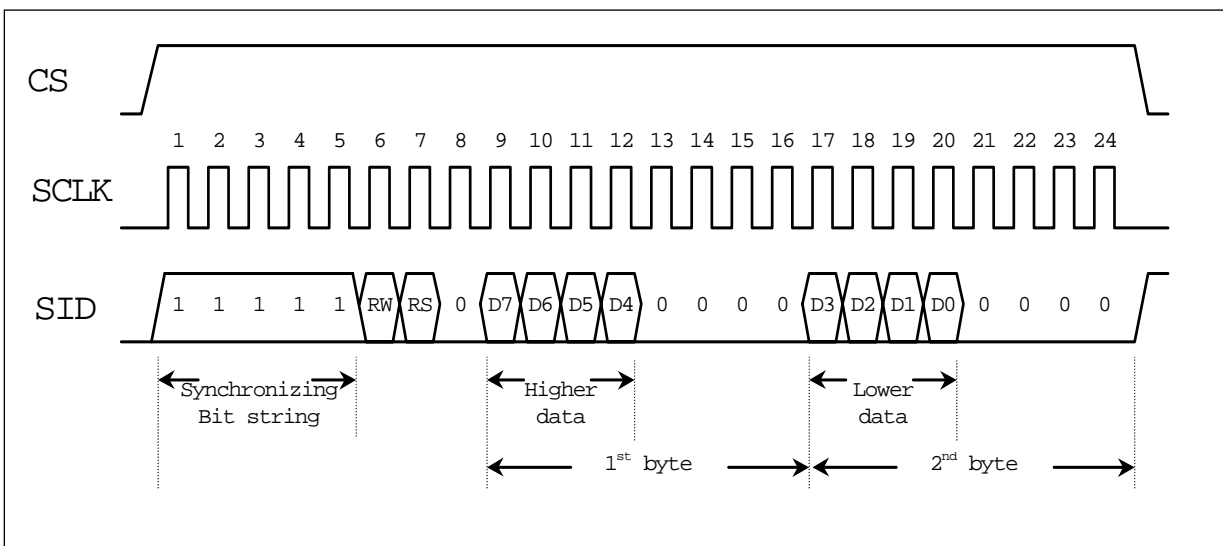 CS
1 2 3 4 5 6 7 8 9 10 11 12 13 14 15 16 17 18 19 20 21 22 23 24
SCLK
SID
1 1 1 1 1 RW RS 0 D7 D6 D5 D4 0 0 0 0 D3 D2 D1 D0 0 0 0 0
Synchronizing
Bit string
Higher
data
Lower
data
1st byte
2nd byte